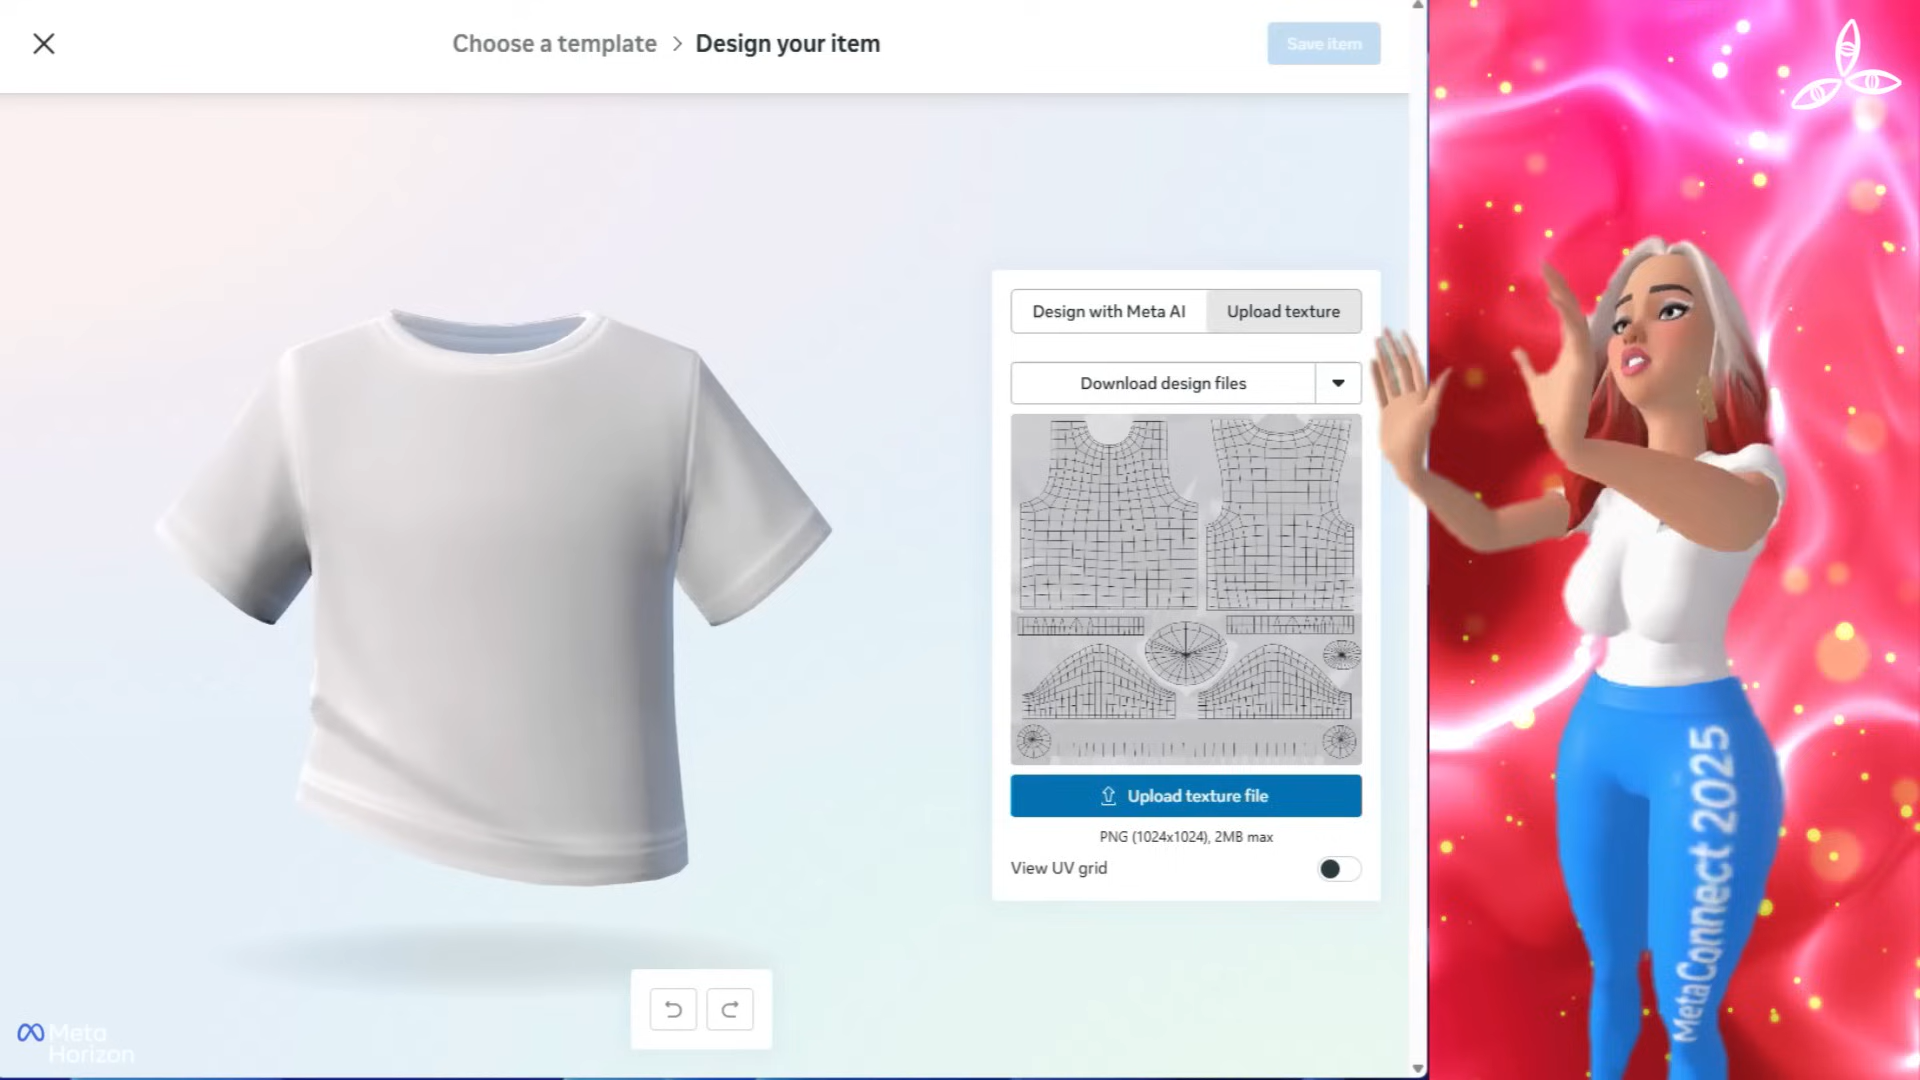 Choose a template > Design your item
Save item
Design with Meta AI
Upload texture
Download design files
Upload texture file
PNG (1024x1024), 2MB max
View UV grid
MetaConnect 2025
Meta
Horizon